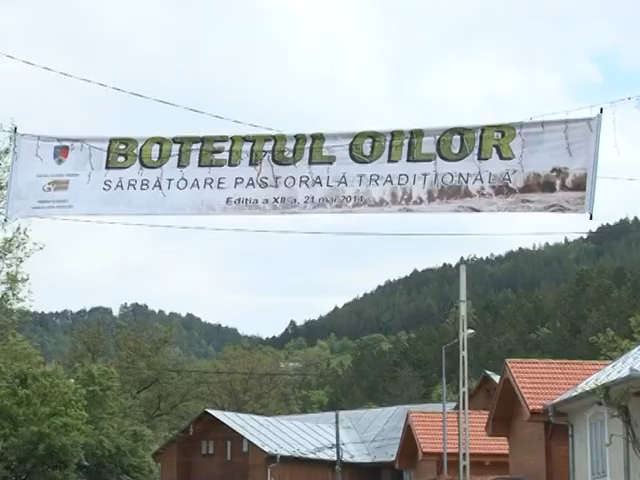 BOTEITUL OILOR
SĂRBĂTOARE PASTORALĂ TRADIȚIONALĂ
Ediția a XII-a, 21 mai 2011